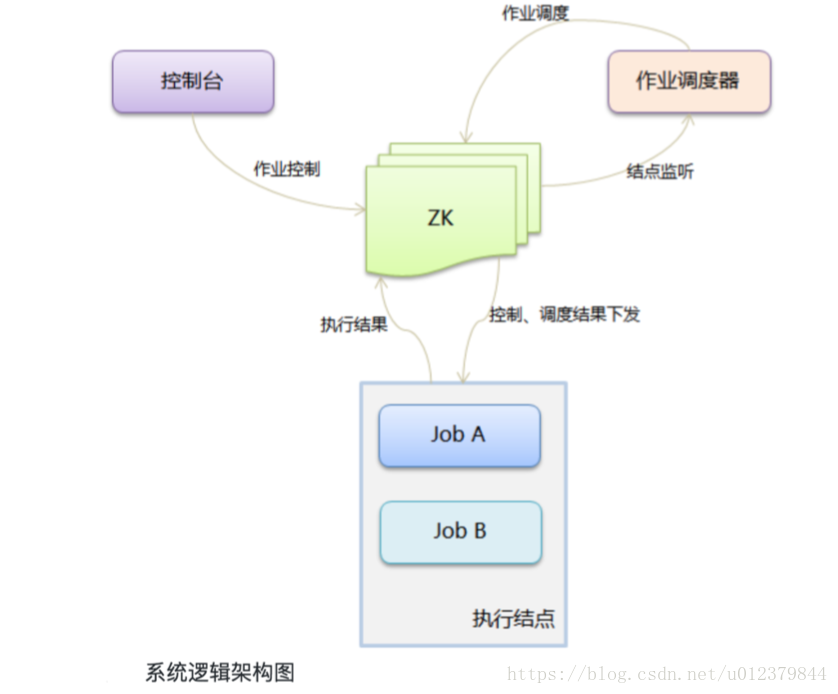 作业调度
控制台
作业调度器
作业控制
结点监听
ZK
执行结果
控制、调度结果下发
Job A
Job B
执行结点
系统逻辑架构图
https://blog.csdn.net/u012379844